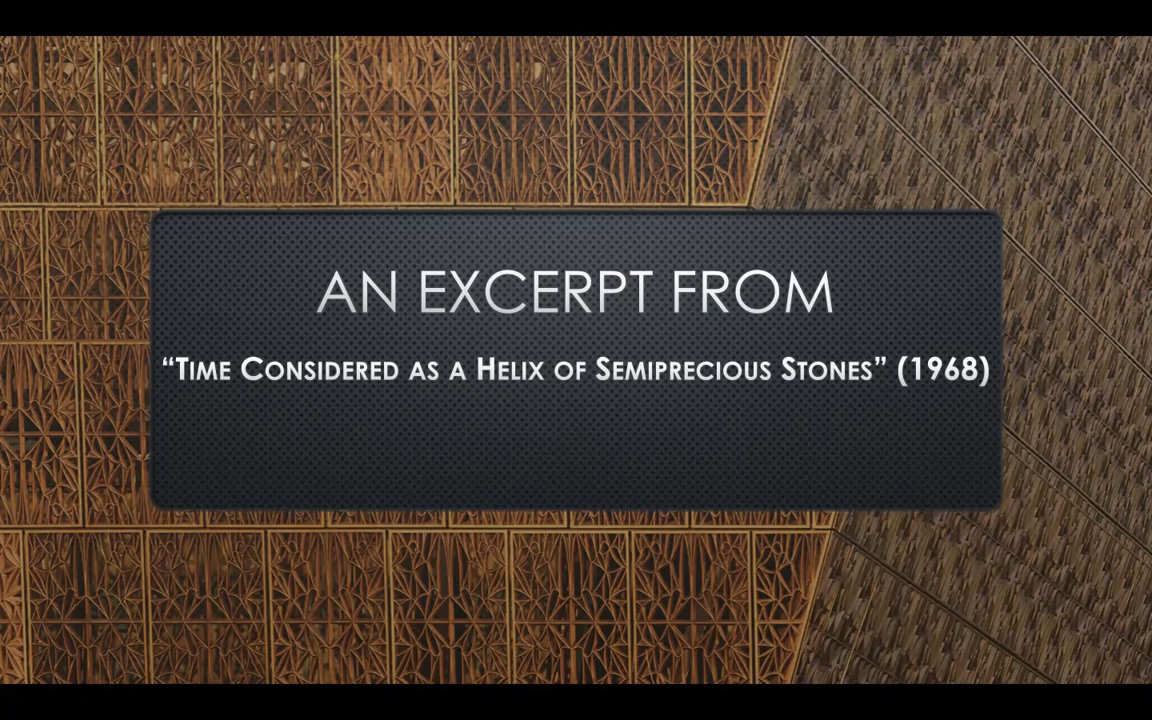 AN EXCERPT FROM
“TIME CONSIDERED AS A HELIX OF SEMIPRECIOUS STONES” (1968)